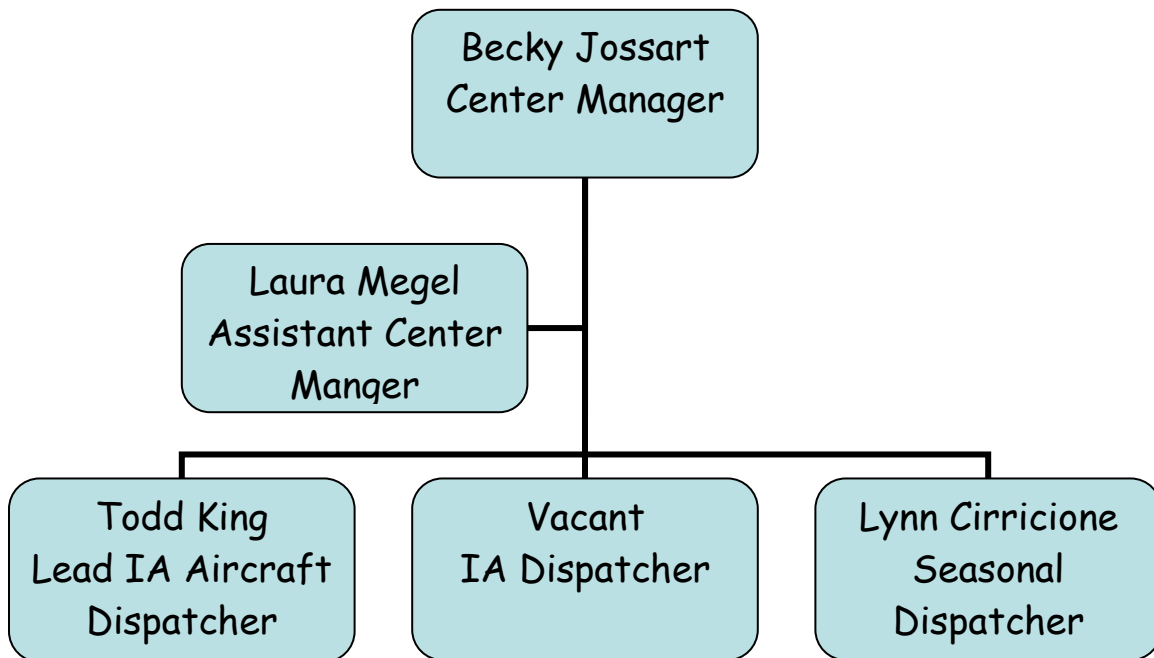 Becky Jossart
Center Manager
Laura Megel
Assistant Center
Manger
Todd King
Lead IA Aircraft
Dispatcher
Vacant
IA Dispatcher
Lynn Cirricione
Seasonal
Dispatcher